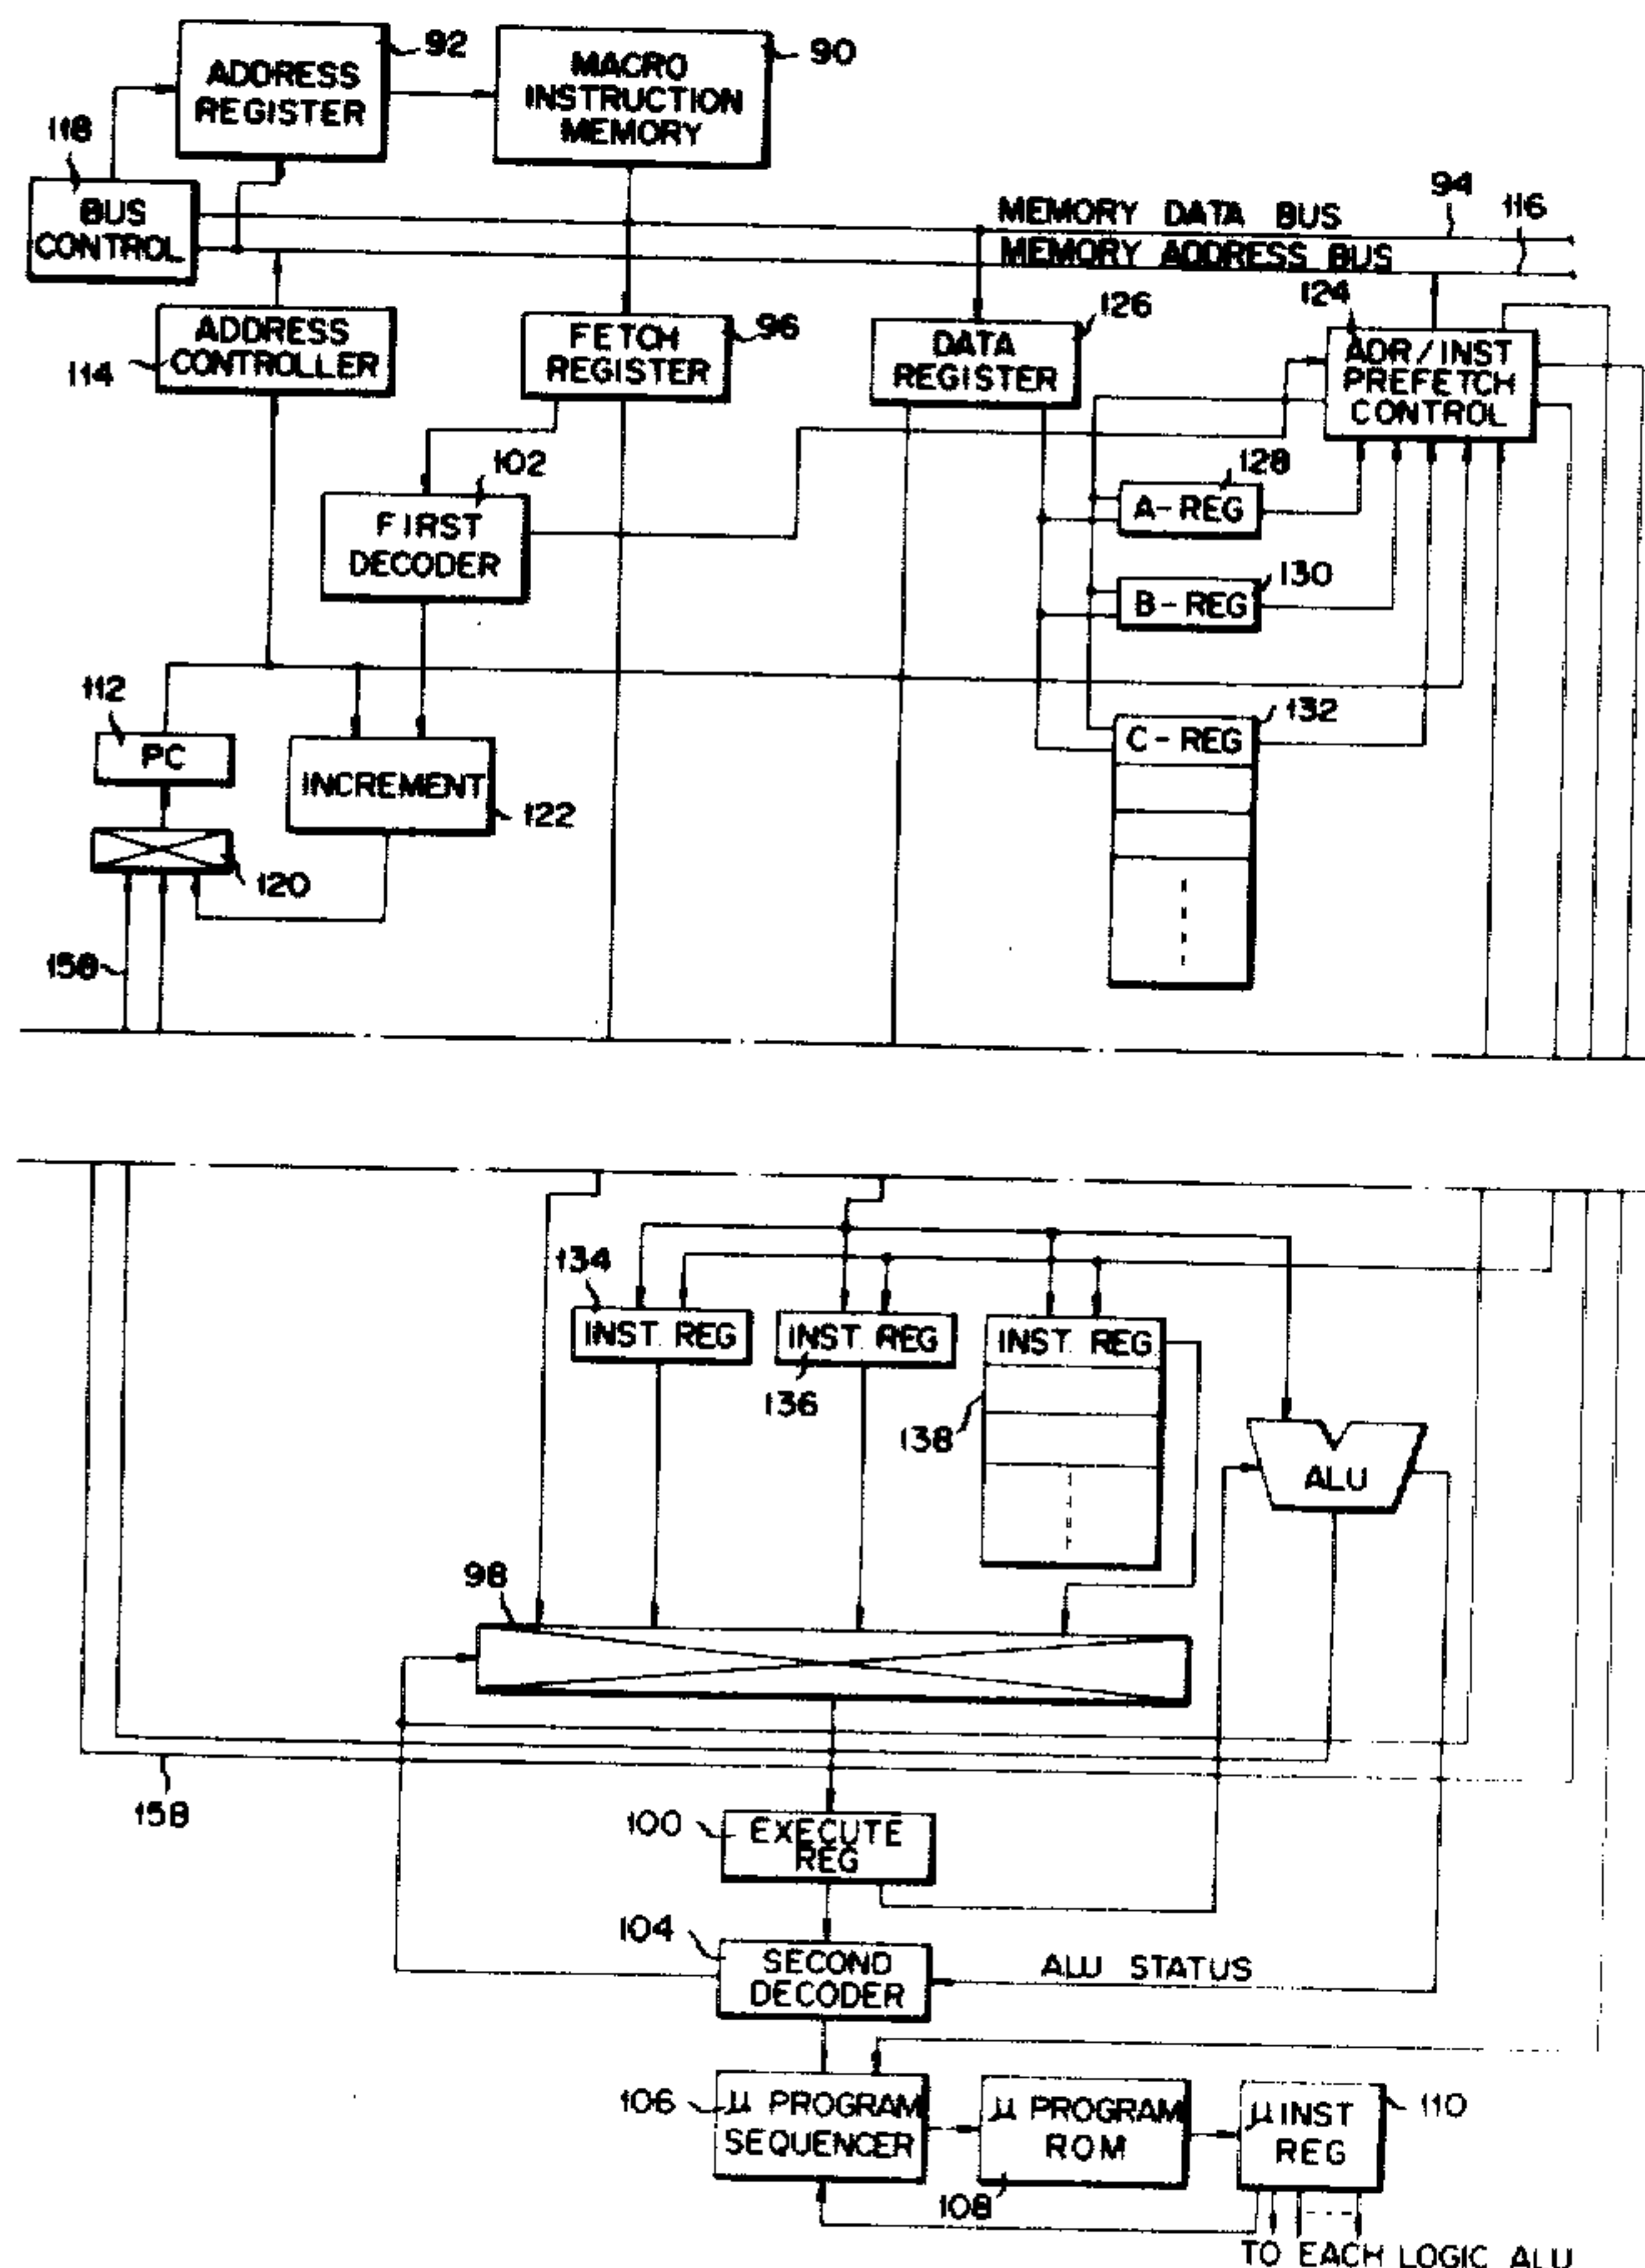 92
ADDRESS
REGISTER
MACRO
INSTRUCTION
MEMORY
90
118
BUS
CONTROL
MEMORY DATA BUS
94
116
MEMORY ADDRESS BUS
ADDRESS
CONTROLLER
114
FETCH
REGISTER
96
DATA
REGISTER
126
124
ADR/INST
PREFETCH
CONTROL
102
FIRST
DECODER
128
A-REG
130
B-REG
112
PC
INCREMENT
122
132
C-REG
120
158
134
INST. REG
INST. REG
136
INST. REG
138
ALU
98
158
100
EXECUTE
REG
104
SECOND
DECODER
ALU STATUS
106
μ PROGRAM
SEQUENCER
μ PROGRAM
ROM
108
μ INST
REG
110
TO EACH LOGIC ALU